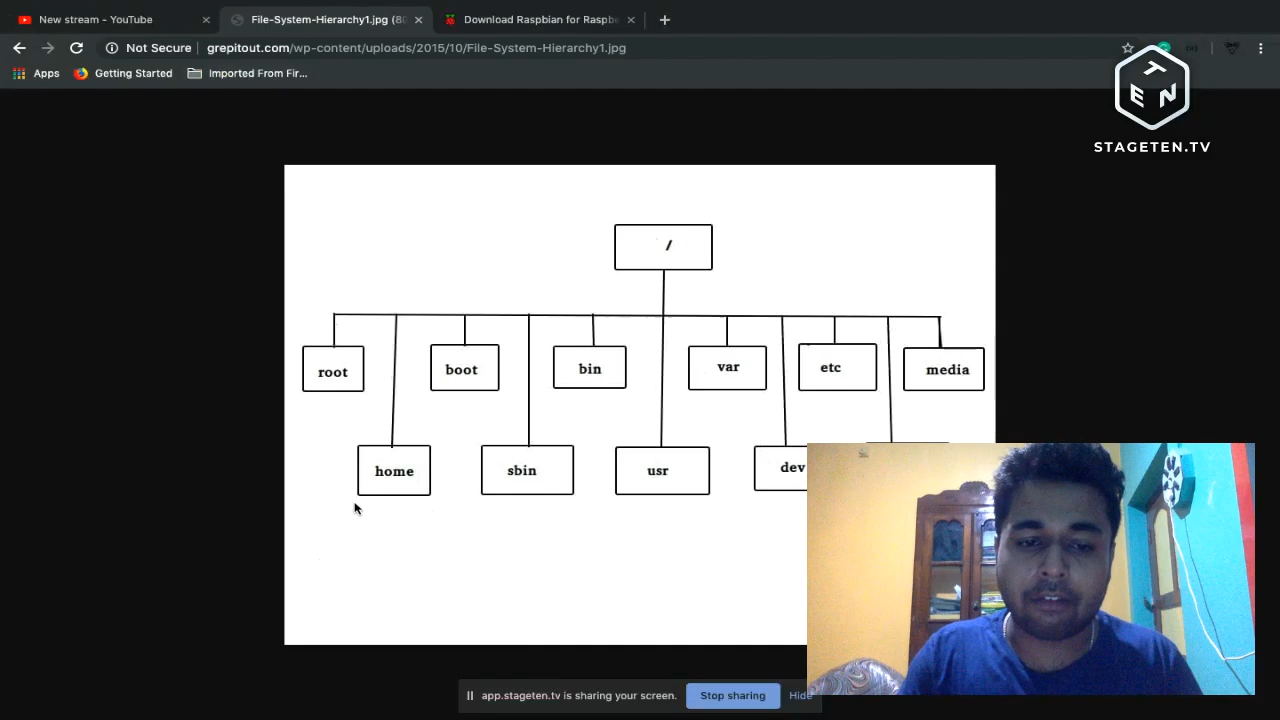 New stream - YouTube
File-System-Hierarchy1.jpg (80
Download Raspbian for Raspbe
Not Secure
grepitout.com/wp-content/uploads/2015/10/File-System-Hierarchy1.jpg
Apps
Getting Started
Imported From Fir...
T
E N
STAGETEN.TV
/
root
boot
bin
var
etc
media
home
sbin
usr
dev
app.stageten.tv is sharing your screen.
Stop sharing
Hide